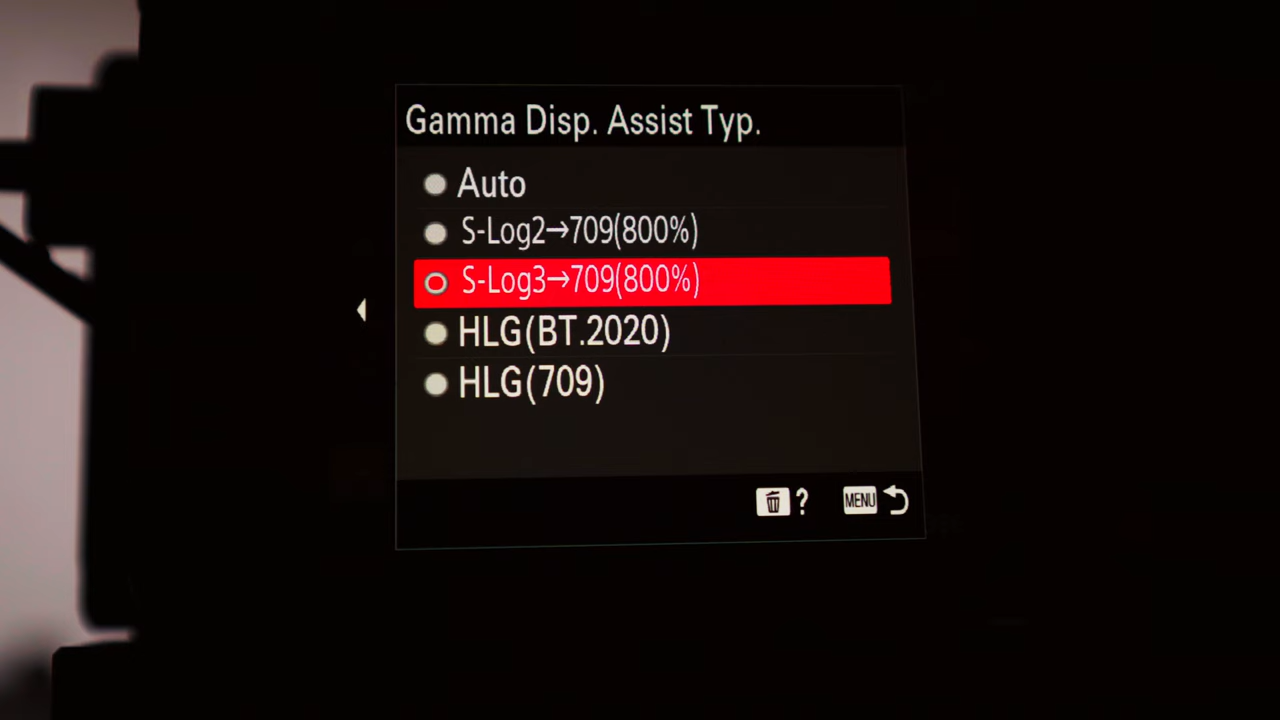 Gamma Disp. Assist Typ.
Auto
S-Log2→709(800%)
S-Log3→709(800%)
HLG(BT.2020)
HLG(709)
? MENU